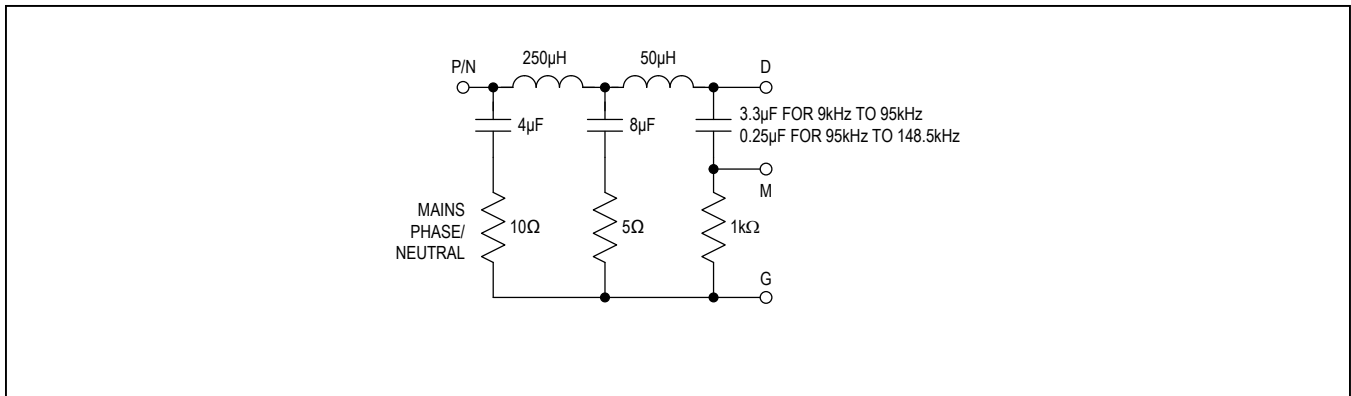 P/N
250µH
50µH
D
4µF
8µF
3.3µF FOR 9kHz TO 95kHz
0.25µF FOR 95kHz TO 148.5kHz
M
MAINS
PHASE/
NEUTRAL
10Ω
5Ω
1kΩ
G